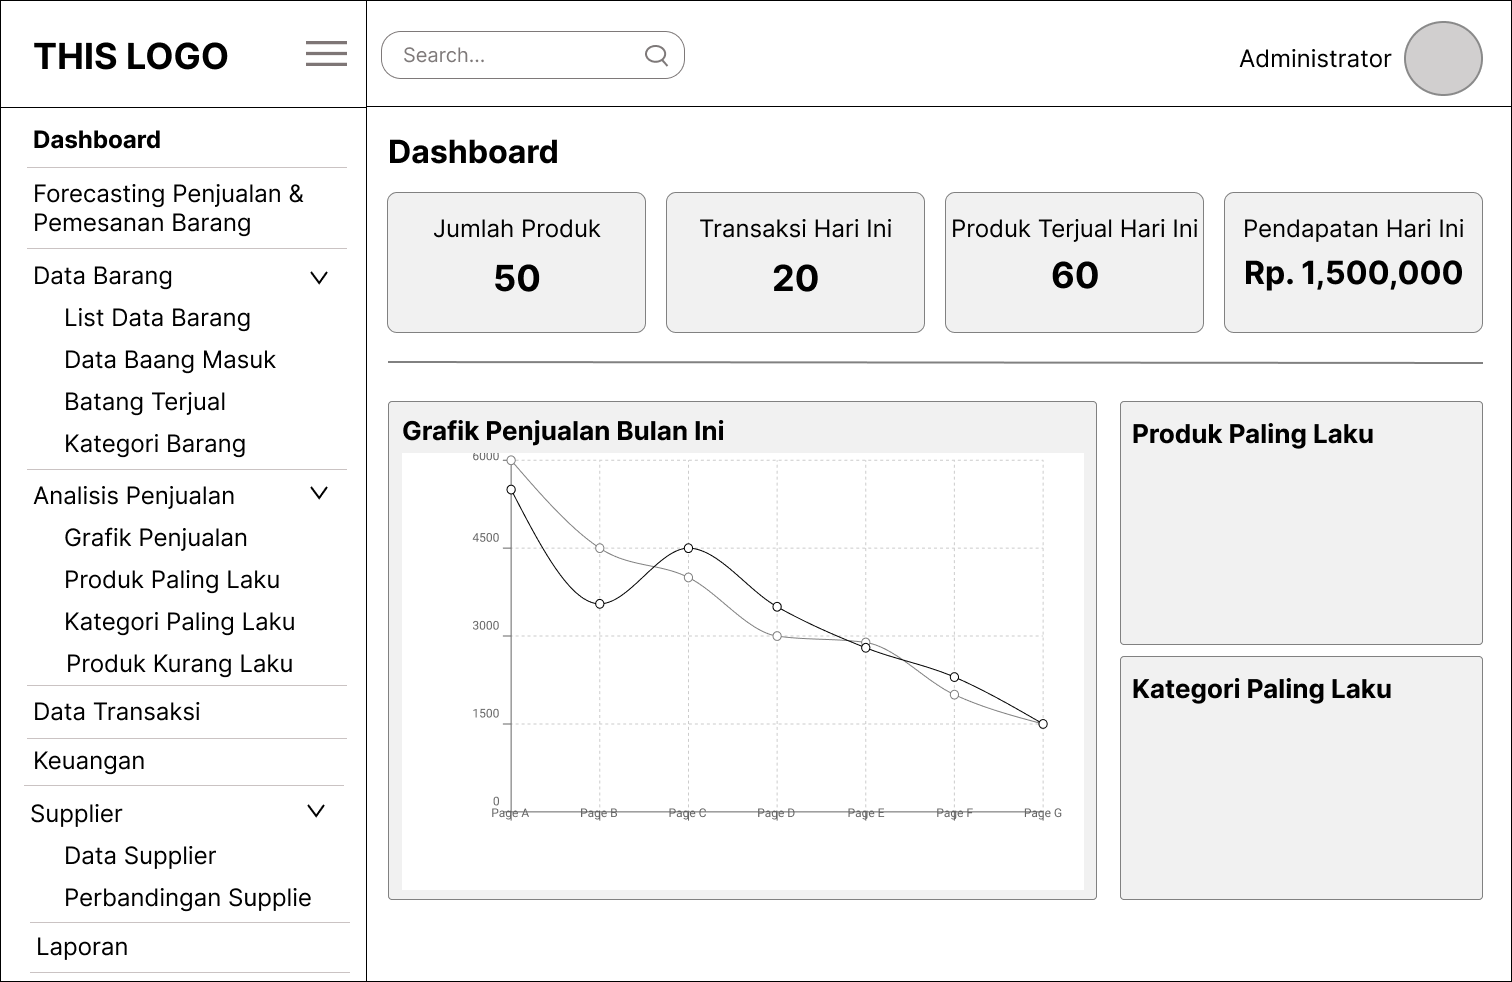 THIS LOGO
Search...
Administrator
Dashboard
Forecasting Penjualan &
Pemesanan Barang
Data Barang
List Data Barang
Data Baang Masuk
Batang Terjual
Kategori Barang
Analisis Penjualan
Grafik Penjualan
Produk Paling Laku
Kategori Paling Laku
Produk Kurang Laku
Data Transaksi
Keuangan
Supplier
Data Supplier
Perbandingan Supplie
Laporan
Dashboard
Jumlah Produk
50
Transaksi Hari Ini
20
Produk Terjual Hari Ini
60
Pendapatan Hari Ini
Rp. 1,500,000
Grafik Penjualan Bulan Ini
6000
4500
3000
1500
0
Page A Page B Page C Page D Page E Page F Page G
Produk Paling Laku
Kategori Paling Laku